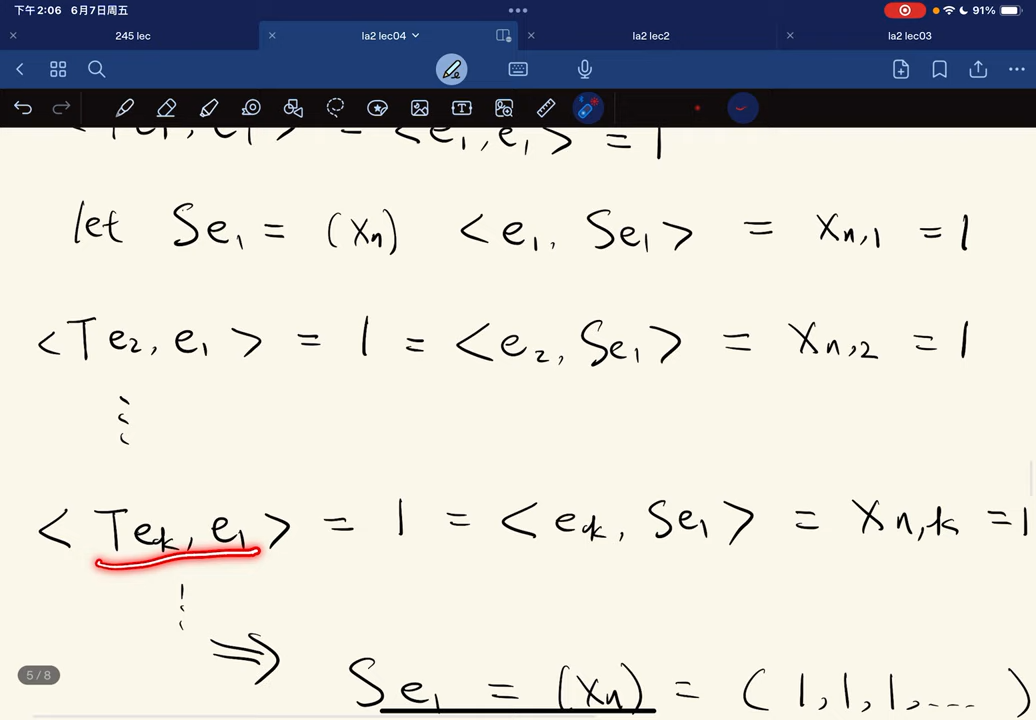 下午2:06 6月7日周五
91%
245 lec
la2 lec04
la2 lec2
la2 lec03
<Te₁, e₁> = <e₁, e₁> = 1
let Se₁ = (xₙ) <e₁, Se₁> = xₙ,₁ = 1
<Te₂, e₁> = 1 = <e₂, Se₁> = xₙ,₂ = 1
⋮
<Teₖ, e₁> = 1 = <eₖ, Se₁> = xₙ,ₖ = 1
⋮
⇒ Se₁ = (xₙ) = (1, 1, 1, ....)
5 / 8